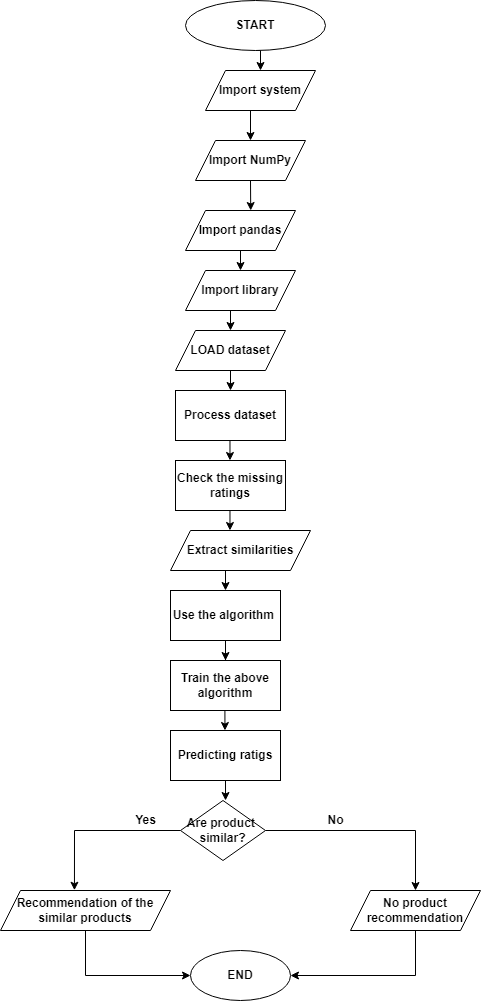 START
Import system
Import NumPy
Import pandas
Import library
LOAD dataset
Process dataset
Check the missing
ratings
Extract similarities
Use the algorithm
Train the above
algorithm
Predicting ratigs
Are product
similar?
Yes
No
Recommendation of the
similar products
No product
recommendation
END